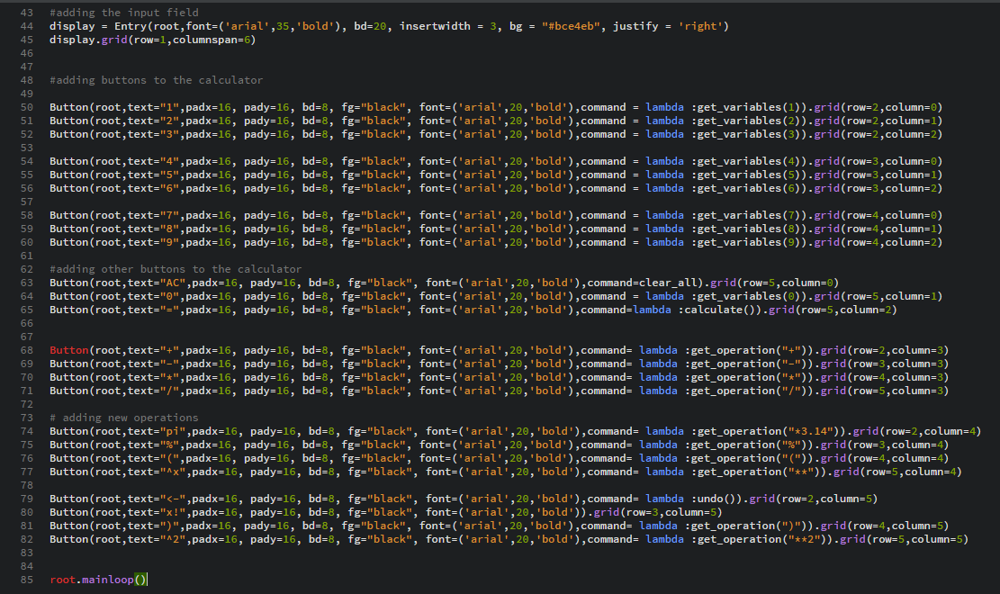 43 #adding the input field
44 display = Entry(root,font=('arial',35,'bold'), bd=20, insertwidth = 3, bg = "#bce4eb", justify = 'right')
45 display.grid(row=1,columnspan=6)
46
47
48 #adding buttons to the calculator
49
50 Button(root,text="1",padx=16, pady=16, bd=8, fg="black", font=('arial',20,'bold'),command = lambda :get_variables(1)).grid(row=2,column=0)
51 Button(root,text="2",padx=16, pady=16, bd=8, fg="black", font=('arial',20,'bold'),command = lambda :get_variables(2)).grid(row=2,column=1)
52 Button(root,text="3",padx=16, pady=16, bd=8, fg="black", font=('arial',20,'bold'),command = lambda :get_variables(3)).grid(row=2,column=2)
53
54 Button(root,text="4",padx=16, pady=16, bd=8, fg="black", font=('arial',20,'bold'),command = lambda :get_variables(4)).grid(row=3,column=0)
55 Button(root,text="5",padx=16, pady=16, bd=8, fg="black", font=('arial',20,'bold'),command = lambda :get_variables(5)).grid(row=3,column=1)
56 Button(root,text="6",padx=16, pady=16, bd=8, fg="black", font=('arial',20,'bold'),command = lambda :get_variables(6)).grid(row=3,column=2)
57
58 Button(root,text="7",padx=16, pady=16, bd=8, fg="black", font=('arial',20,'bold'),command = lambda :get_variables(7)).grid(row=4,column=0)
59 Button(root,text="8",padx=16, pady=16, bd=8, fg="black", font=('arial',20,'bold'),command = lambda :get_variables(8)).grid(row=4,column=1)
60 Button(root,text="9",padx=16, pady=16, bd=8, fg="black", font=('arial',20,'bold'),command = lambda :get_variables(9)).grid(row=4,column=2)
61
62 #adding other buttons to the calculator
63 Button(root,text="AC",padx=16, pady=16, bd=8, fg="black", font=('arial',20,'bold'),command=clear_all).grid(row=5,column=0)
64 Button(root,text="0",padx=16, pady=16, bd=8, fg="black", font=('arial',20,'bold'),command = lambda :get_variables(0)).grid(row=5,column=1)
65 Button(root,text="=",padx=16, pady=16, bd=8, fg="black", font=('arial',20,'bold'),command=lambda :calculate()).grid(row=5,column=2)
66
67
68 Button(root,text="+",padx=16, pady=16, bd=8, fg="black", font=('arial',20,'bold'),command= lambda :get_operation("+")).grid(row=2,column=3)
69 Button(root,text="-",padx=16, pady=16, bd=8, fg="black", font=('arial',20,'bold'),command= lambda :get_operation("-")).grid(row=3,column=3)
70 Button(root,text="*",padx=16, pady=16, bd=8, fg="black", font=('arial',20,'bold'),command= lambda :get_operation("*")).grid(row=4,column=3)
71 Button(root,text="/",padx=16, pady=16, bd=8, fg="black", font=('arial',20,'bold'),command= lambda :get_operation("/")).grid(row=5,column=3)
72
73 # adding new operations
74 Button(root,text="pi",padx=16, pady=16, bd=8, fg="black", font=('arial',20,'bold'),command= lambda :get_operation("*3.14")).grid(row=2,column=4)
75 Button(root,text="%",padx=16, pady=16, bd=8, fg="black", font=('arial',20,'bold'),command= lambda :get_operation("%")).grid(row=3,column=4)
76 Button(root,text="(",padx=16, pady=16, bd=8, fg="black", font=('arial',20,'bold'),command= lambda :get_operation("(")).grid(row=4,column=4)
77 Button(root,text="^x",padx=16, pady=16, bd=8, fg="black", font=('arial',20,'bold'),command= lambda :get_operation("**")).grid(row=5,column=4)
78
79 Button(root,text="<-",padx=16, pady=16, bd=8, fg="black", font=('arial',20,'bold'),command= lambda :undo()).grid(row=2,column=5)
80 Button(root,text="x!",padx=16, pady=16, bd=8, fg="black", font=('arial',20,'bold')).grid(row=3,column=5)
81 Button(root,text=")",padx=16, pady=16, bd=8, fg="black", font=('arial',20,'bold'),command= lambda :get_operation(")")).grid(row=4,column=5)
82 Button(root,text="^2",padx=16, pady=16, bd=8, fg="black", font=('arial',20,'bold'),command= lambda :get_operation("**2")).grid(row=5,column=5)
83
84
85 root.mainloop()